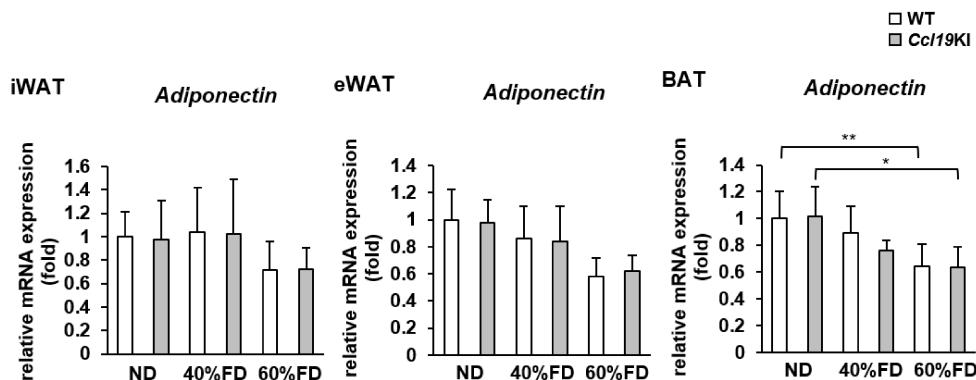 WT
Ccl19KI
iWAT
Adiponectin
relative mRNA expression
(fold)
1.6
1.4
1.2
1
0.8
0.6
0.4
0.2
0
ND 40%FD 60%FD
eWAT
Adiponectin
relative mRNA expression
(fold)
1.4
1.2
1
0.8
0.6
0.4
0.2
0
ND 40%FD 60%FD
BAT
Adiponectin
relative mRNA expression
(fold)
**
*
1.4
1.2
1
0.8
0.6
0.4
0.2
0
ND 40%FD 60%FD